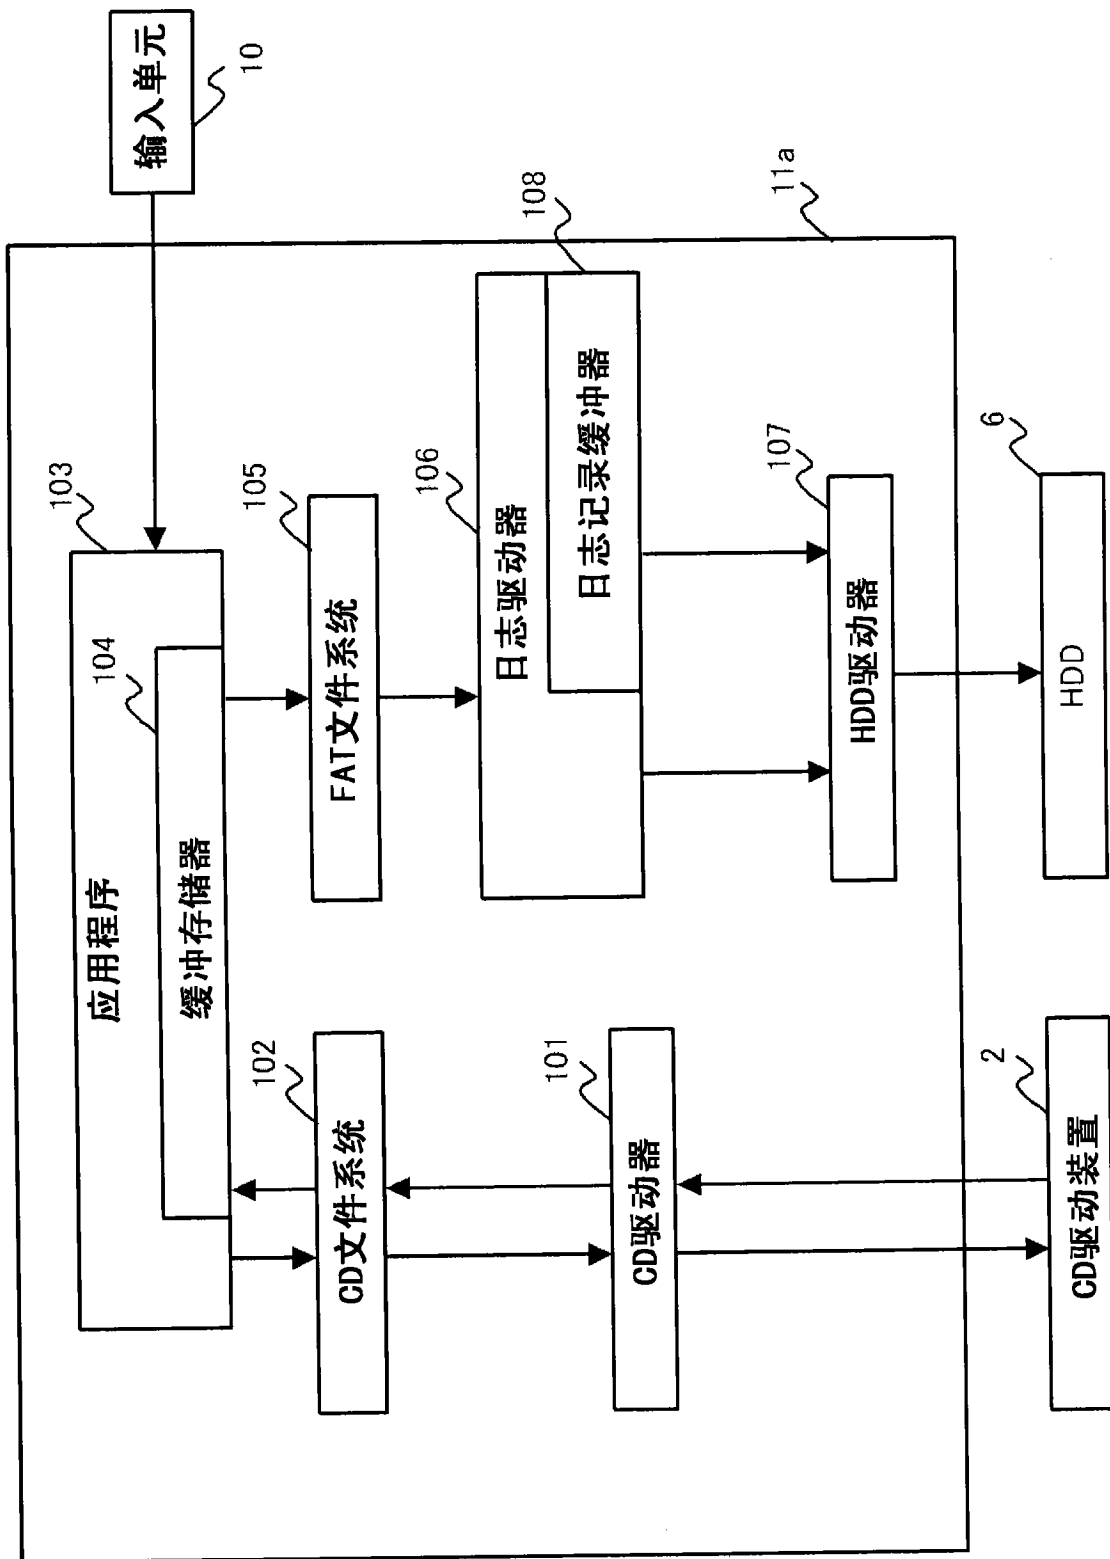 输入单元
10
11a
应用程序
103
缓冲存储器
104
CD文件系统
102
FAT文件系统
105
日志驱动器
106
日志记录缓冲器
108
CD驱动器
101
HDD驱动器
107
CD驱动装置
2
HDD
6